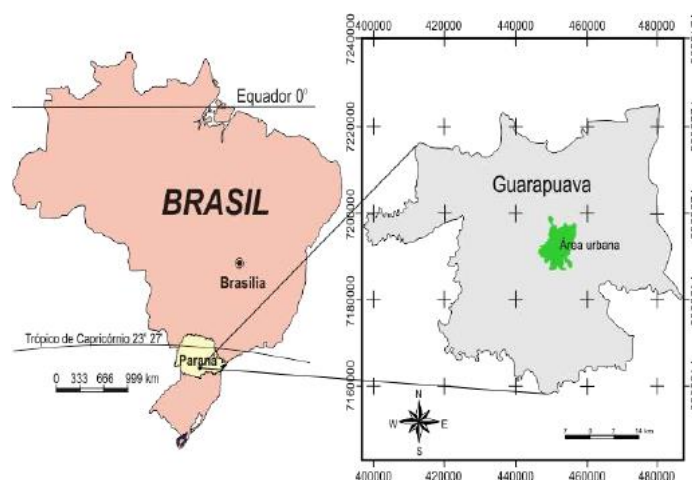 Equador 0°
BRASIL
Brasília
Trópico de Capricórnio 23° 27'
Paraná
0 333 666 999 km
400000 420000 440000 460000 480000
7240000
7220000
7200000
7180000
7160000
Guarapuava
Área urbana
N
W E
S
14 km
400000 420000 440000 460000 480000